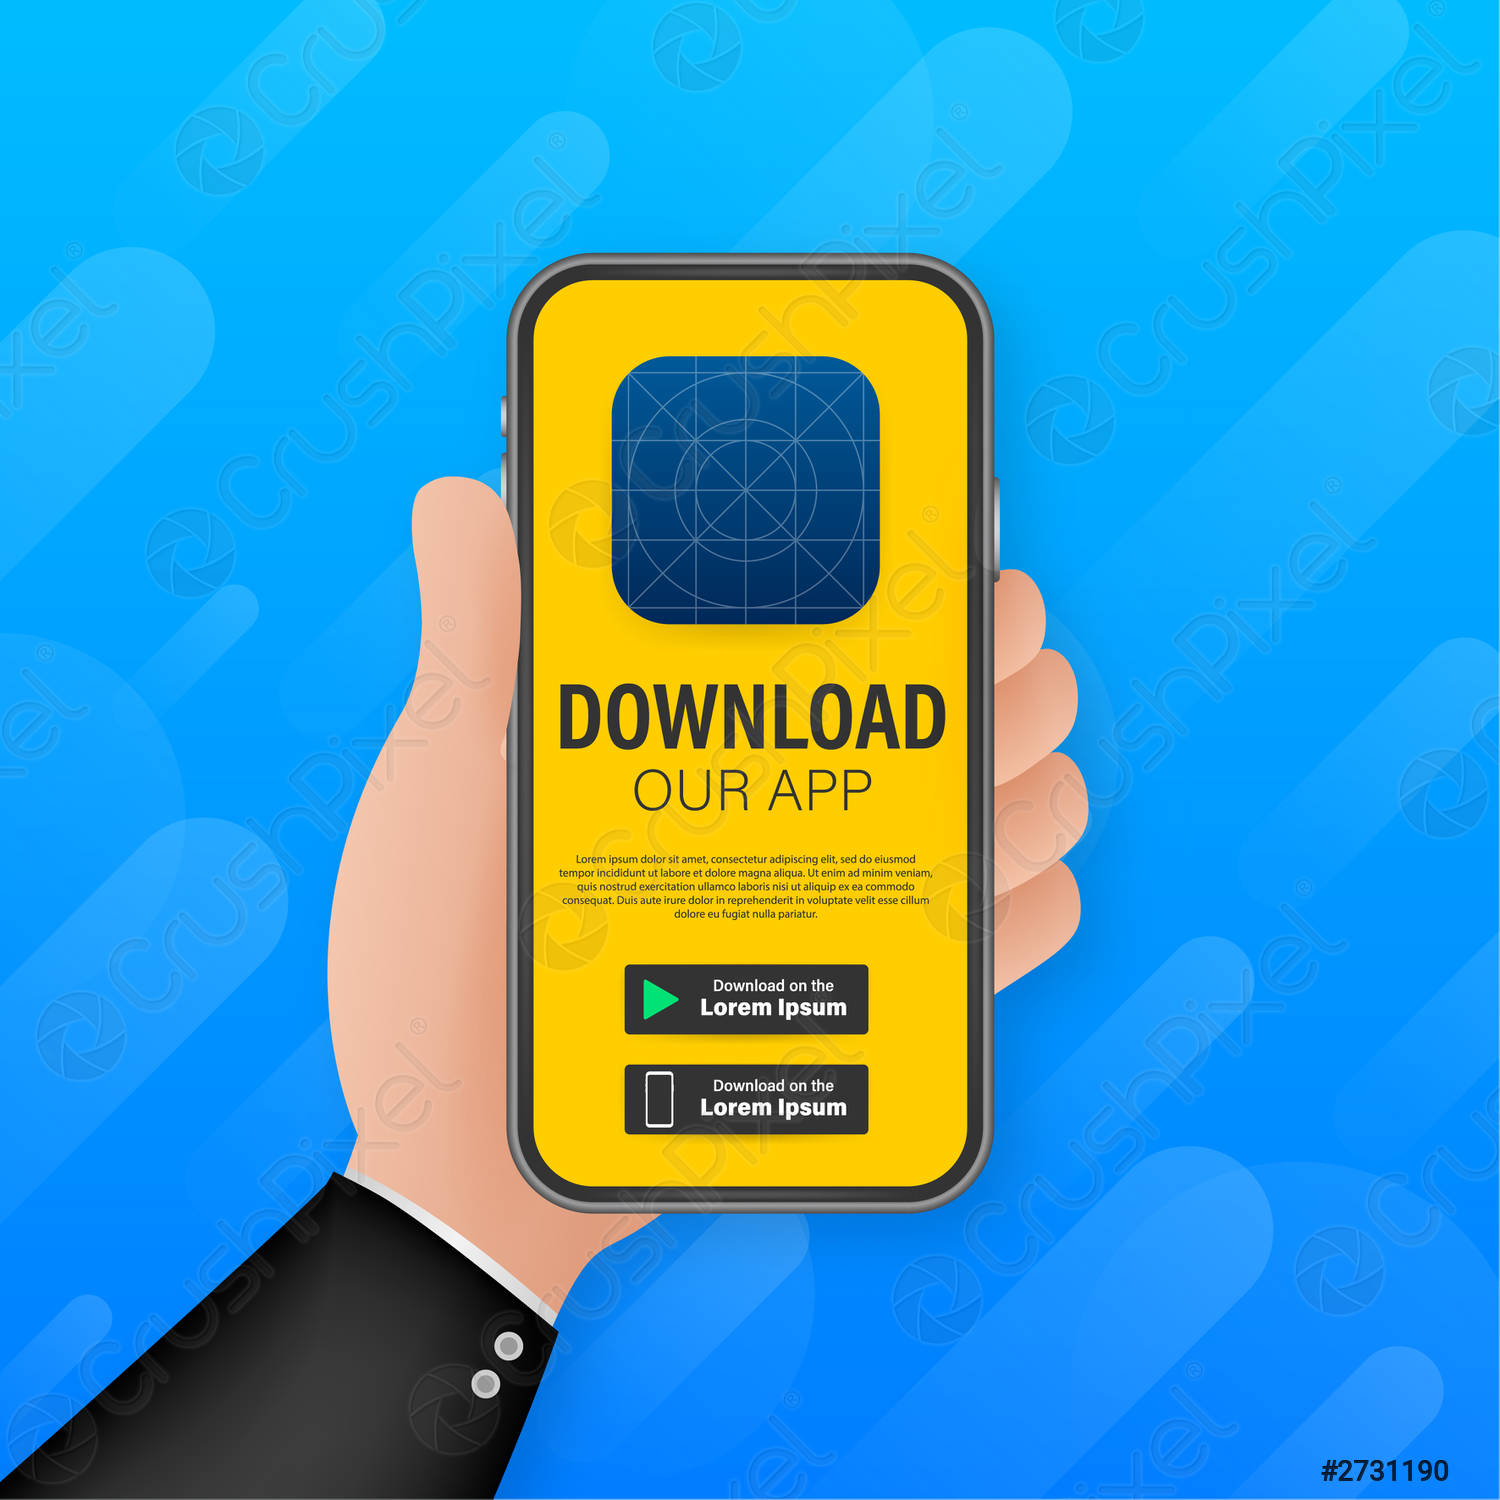 DOWNLOAD
OUR APP
Lorem ipsum dolor sit amet, consectetur adipiscing elit, sed do eiusmod
tempor incididunt ut labore et dolore magna aliqua. Ut enim ad minim veniam,
quis nostrud exercitation ullamco laboris nisi ut aliquip ex ea commodo
consequat. Duis aute irure dolor in reprehenderit in voluptate velit esse cillum
dolore eu fugiat nulla pariatur.
Download on the
Lorem Ipsum
Download on the
Lorem Ipsum
crushpixel
#2731190